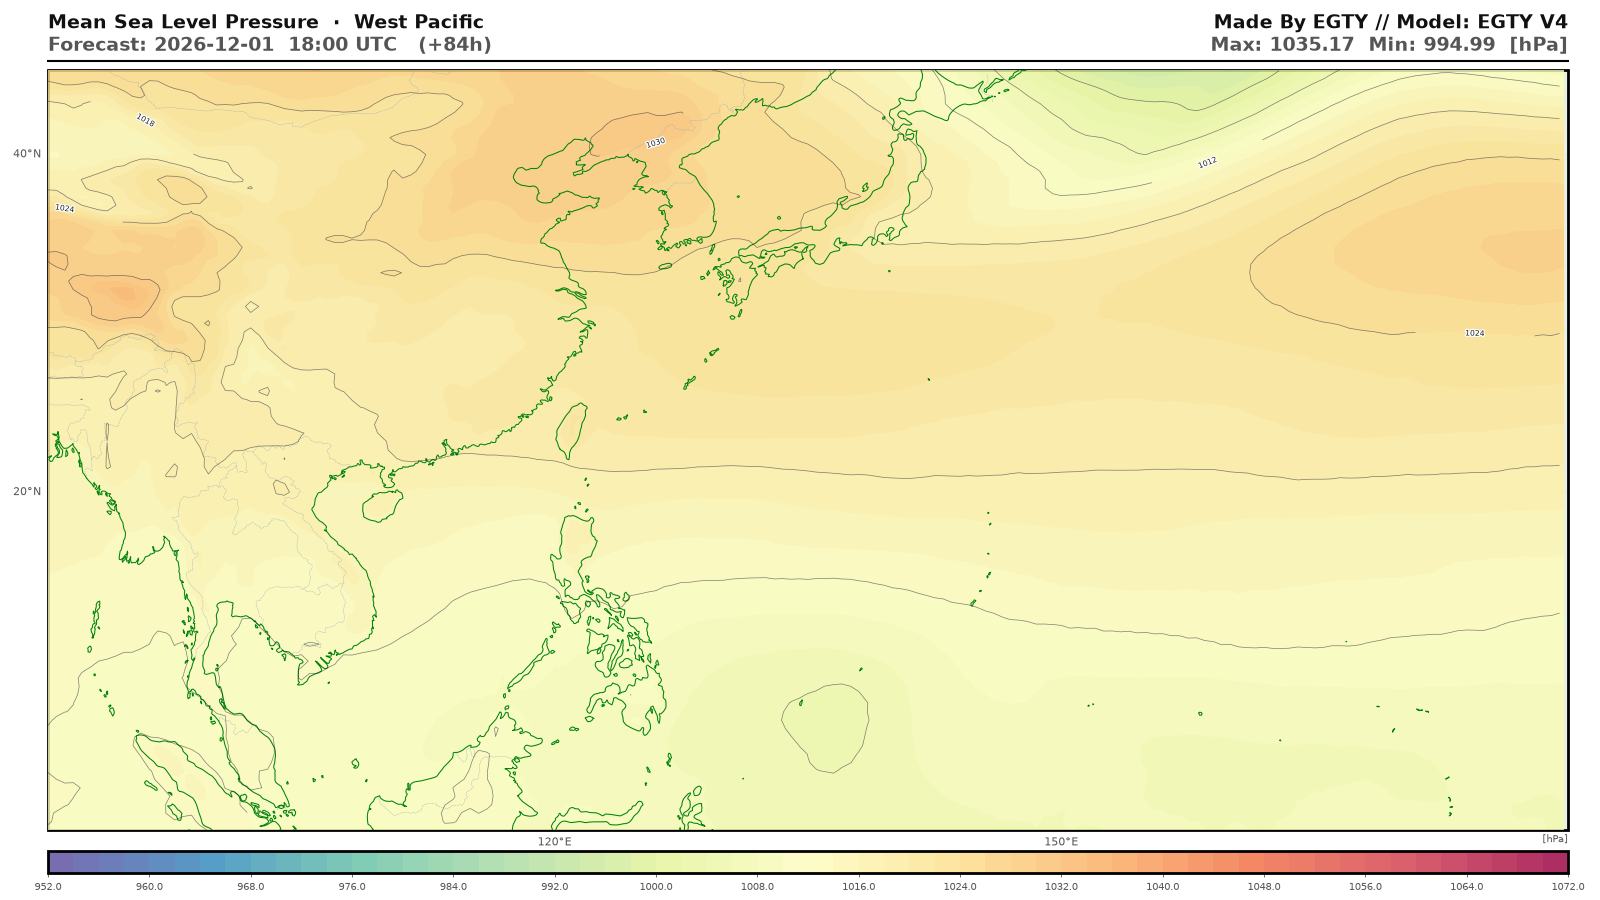 Mean Sea Level Pressure · West Pacific
Made By EGTY // Model: EGTY V4
Forecast: 2026-12-01 18:00 UTC (+84h)
Max: 1035.17 Min: 994.99 [hPa]
1018
1030
40°N
1012
1024
1024
20°N
120°E
150°E
[hPa]
952.0 960.0 968.0 976.0 984.0 992.0 1000.0 1008.0 1016.0 1024.0 1032.0 1040.0 1048.0 1056.0 1064.0 1072.0